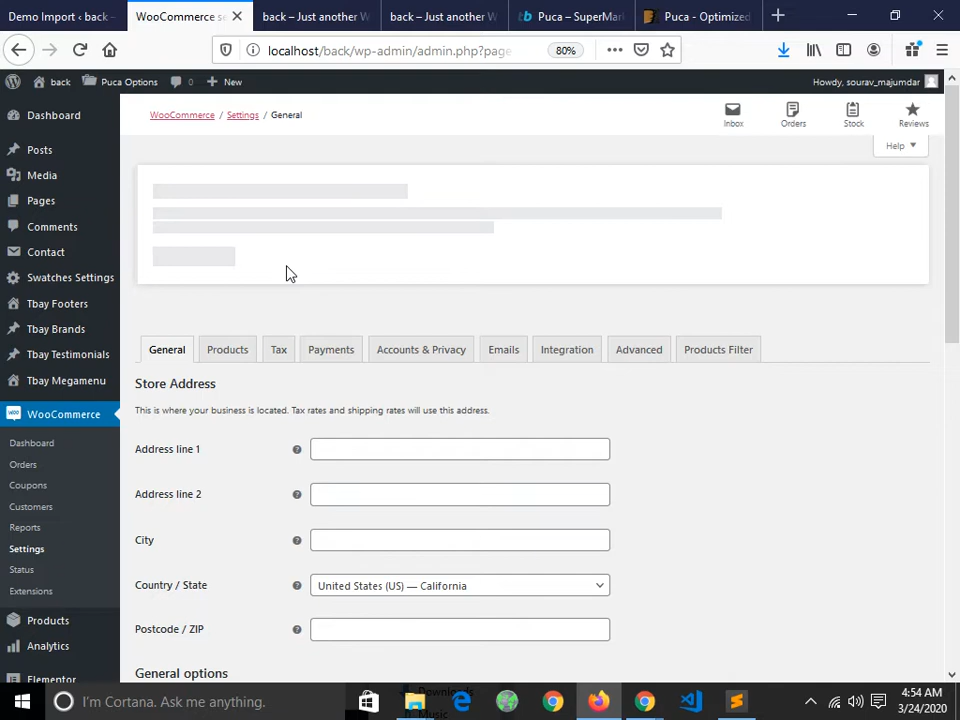 Demo Import ‹ back –
WooCommerce se
back – Just another W
back – Just another W
Puca – SuperMar
Puca - Optimized
localhost/back/wp-admin/admin.php?page
80%
back
Puca Options
0
New
Howdy, sourav_majumdar
Dashboard
Posts
Media
Pages
Comments
Contact
Swatches Settings
Tbay Footers
Tbay Brands
Tbay Testimonials
Tbay Megamenu
WooCommerce
Dashboard
Orders
Coupons
Customers
Reports
Settings
Status
Extensions
Products
Analytics
Elementor
WooCommerce / Settings / General
Inbox
Orders
Stock
Reviews
Help
General
Products
Tax
Payments
Accounts & Privacy
Emails
Integration
Advanced
Products Filter
Store Address
This is where your business is located. Tax rates and shipping rates will use this address.
Address line 1
Address line 2
City
Country / State
United States (US) — California
Postcode / ZIP
General options
I'm Cortana. Ask me anything.
Downloads
Music
4:54 AM
3/24/2020